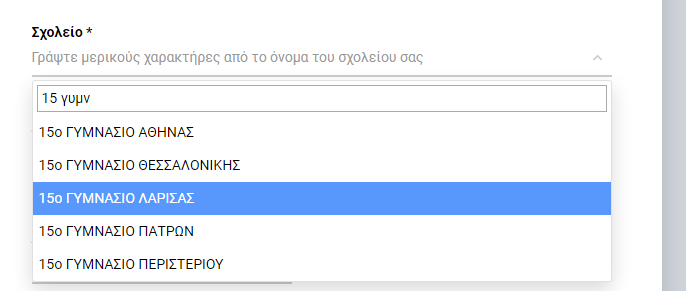 Σχολείο *
Γράψτε μερικούς χαρακτήρες από το όνομα του σχολείου σας
15 γυμν
15ο ΓΥΜΝΑΣΙΟ ΑΘΗΝΑΣ
15ο ΓΥΜΝΑΣΙΟ ΘΕΣΣΑΛΟΝΙΚΗΣ
15ο ΓΥΜΝΑΣΙΟ ΛΑΡΙΣΑΣ
15ο ΓΥΜΝΑΣΙΟ ΠΑΤΡΩΝ
15ο ΓΥΜΝΑΣΙΟ ΠΕΡΙΣΤΕΡΙΟΥ